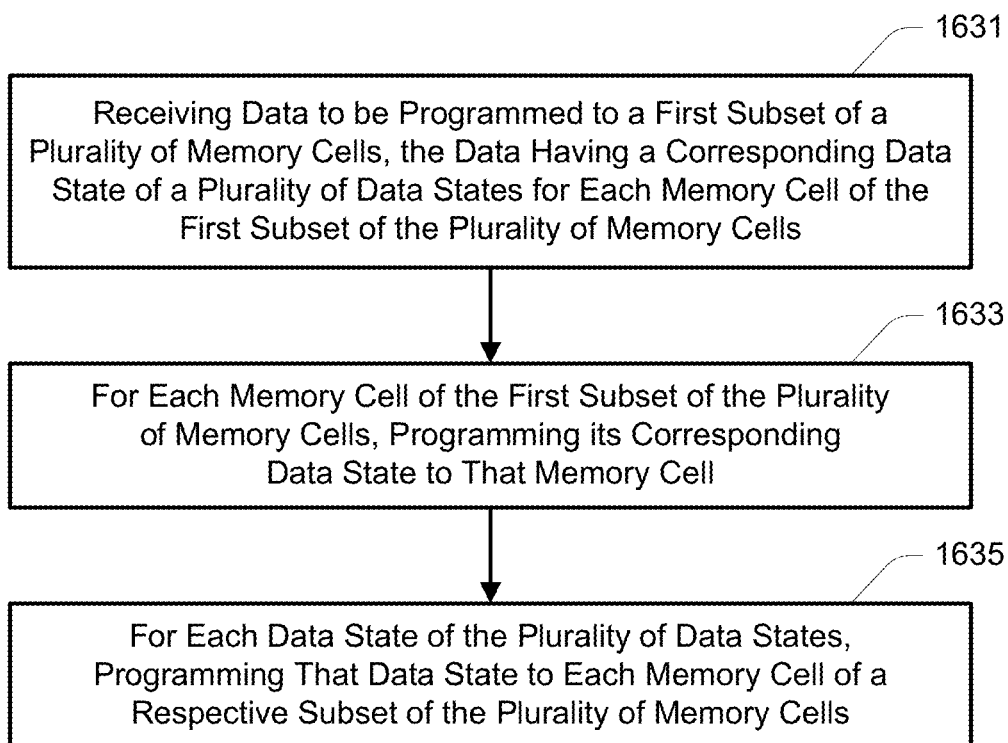 1631
Receiving Data to be Programmed to a First Subset of a
Plurality of Memory Cells, the Data Having a Corresponding Data
State of a Plurality of Data States for Each Memory Cell of the
First Subset of the Plurality of Memory Cells
1633
For Each Memory Cell of the First Subset of the Plurality
of Memory Cells, Programming its Corresponding
Data State to That Memory Cell
1635
For Each Data State of the Plurality of Data States,
Programming That Data State to Each Memory Cell of a
Respective Subset of the Plurality of Memory Cells